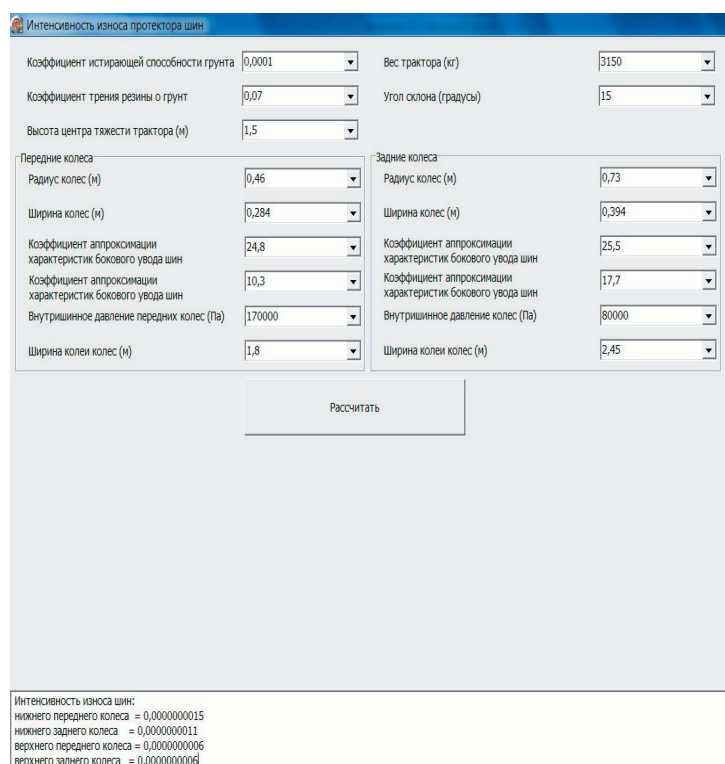 Интенсивность износа протектора шин
Коэффициент истирающей способности грунта 0,0001
Вес трактора (кг) 3150
Коэффициент трения резины о грунт 0,07
Угол склона (градусы) 15
Высота центра тяжести трактора (м) 1,5
Передние колеса
Радиус колес (м) 0,46
Ширина колес (м) 0,284
Коэффициент аппроксимации
характеристик бокового увода шин 24,8
Коэффициент аппроксимации
характеристик бокового увода шин 10,3
Внутришинное давление передних колес (Па) 170000
Ширина колеи колес (м) 1,8
Задние колеса
Радиус колес (м) 0,73
Ширина колес (м) 0,394
Коэффициент аппроксимации
характеристик бокового увода шин 25,5
Коэффициент аппроксимации
характеристик бокового увода шин 17,7
Внутришинное давление колес (Па) 80000
Ширина колеи колес (м) 2,45
Рассчитать
Интенсивность износа шин:
нижнего переднего колеса = 0,0000000015
нижнего заднего колеса = 0,0000000011
верхнего переднего колеса = 0,0000000006
верхнего заднего колеса = 0,0000000006